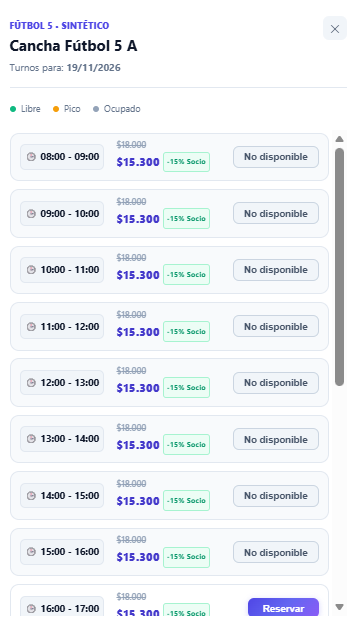 FÚTBOL 5 • SINTÉTICO
Cancha Fútbol 5 A
Turnos para: 19/11/2026
Libre Pico Ocupado
08:00 - 09:00 $18.000 $15.300 -15% Socio No disponible
09:00 - 10:00 $18.000 $15.300 -15% Socio No disponible
10:00 - 11:00 $18.000 $15.300 -15% Socio No disponible
11:00 - 12:00 $18.000 $15.300 -15% Socio No disponible
12:00 - 13:00 $18.000 $15.300 -15% Socio No disponible
13:00 - 14:00 $18.000 $15.300 -15% Socio No disponible
14:00 - 15:00 $18.000 $15.300 -15% Socio No disponible
15:00 - 16:00 $18.000 $15.300 -15% Socio No disponible
16:00 - 17:00 $18.000 $15.300 -15% Socio Reservar